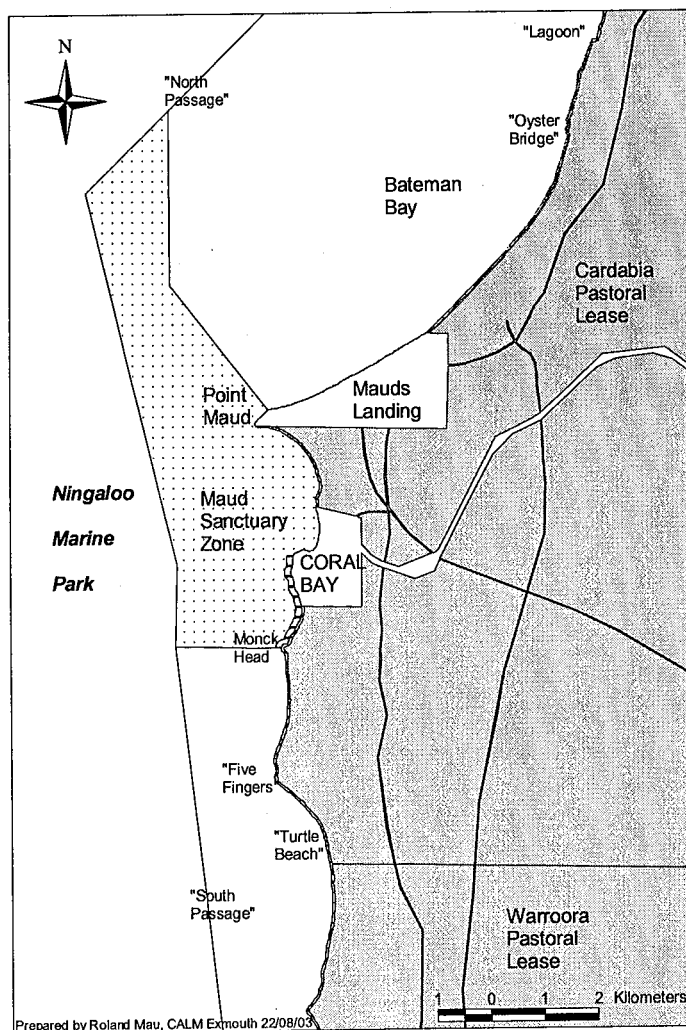 "Lagoon"
N
"North
Passage"
"Oyster
Bridge"
Bateman
Bay
Cardabia
Pastoral
Lease
Point
Maud
Mauds
Landing
Ningaloo
Marine
Park
Maud
Sanctuary
Zone
CORAL
BAY
Monck
Head
"Five
Fingers"
"Turtle
Beach"
"South
Passage"
Warroora
Pastoral
Lease
1 0 1 2 Kilometers
Prepared by Roland Mau, CALM Exmouth 22/08/03